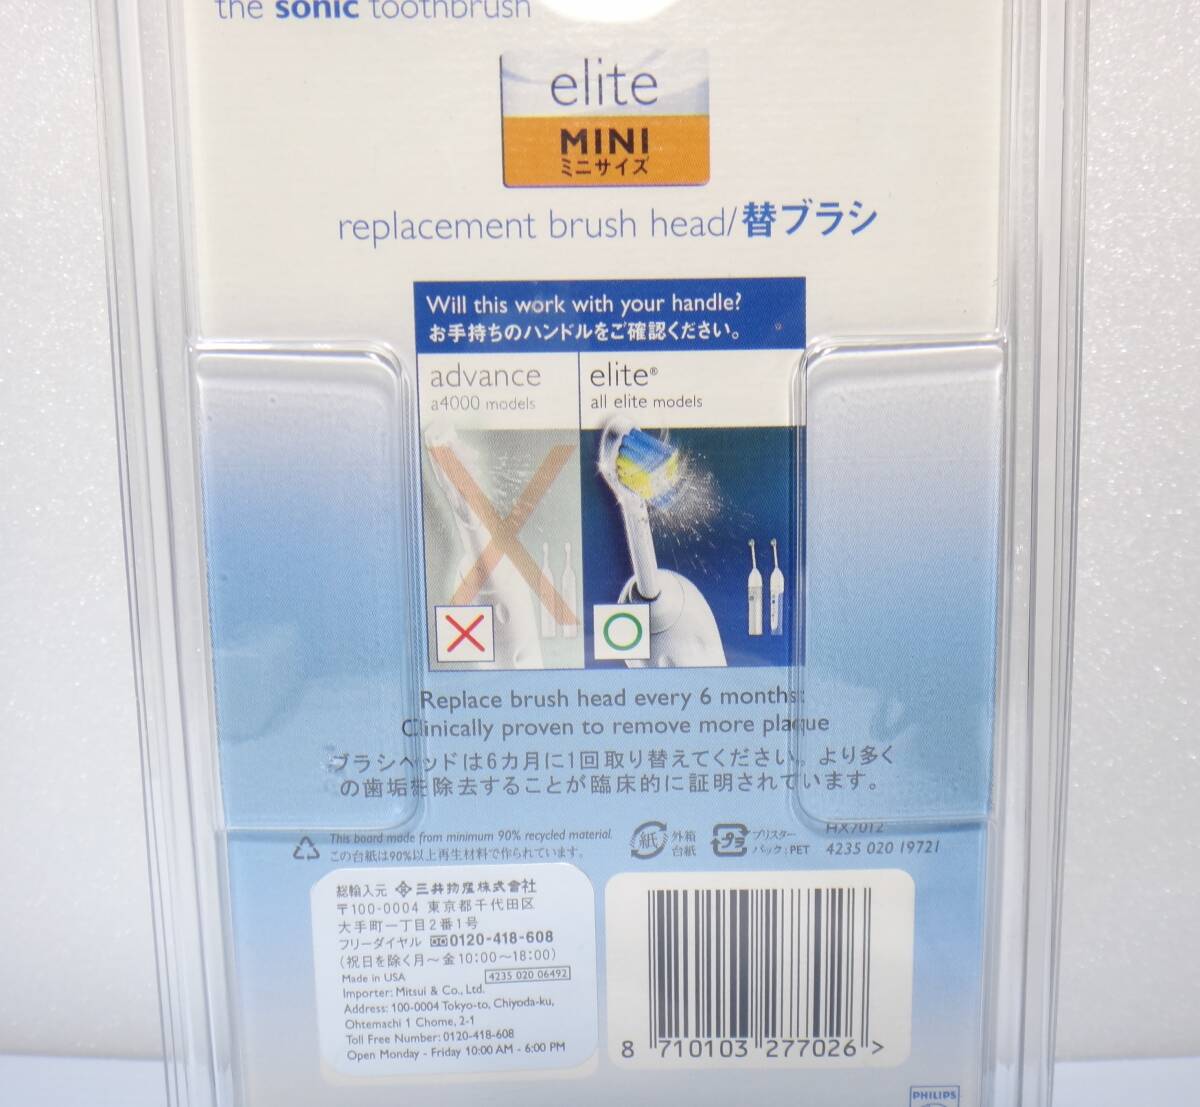 the sonic toothbrush
elite
MINI
ミニサイズ
replacement brush head/替ブラシ
Will this work with your handle?
お手持ちのハンドルをご確認ください。
advance
a4000 models
elite®
all elite models
Replace brush head every 6 months.
Clinically proven to remove more plaque
ブラシヘッドは6カ月に1回取り替えてください。より多く
の歯垢を除去することが臨床的に証明されています。
This board made from minimum 90% recycled material.
この台紙は90%以上再生材料で作られています。
紙
外箱
台紙
プラ
ブリスター
パック:PET
HX7012
4235 020 19721
総輸入元 三井物産株式會社
〒100-0004 東京都千代田区
大手町一丁目2番1号
フリーダイヤル 0120-418-608
(祝日を除く月～金10:00～18:00)
Made in USA 4235 020 06492
Importer: Mitsui & Co., Ltd.
Address: 100-0004 Tokyo-to, Chiyoda-ku,
Ohtemachi 1 Chome, 2-1
Toll Free Number: 0120-418-608
Open Monday - Friday 10:00 AM - 6:00 PM
8 710103 277026 >
PHILIPS